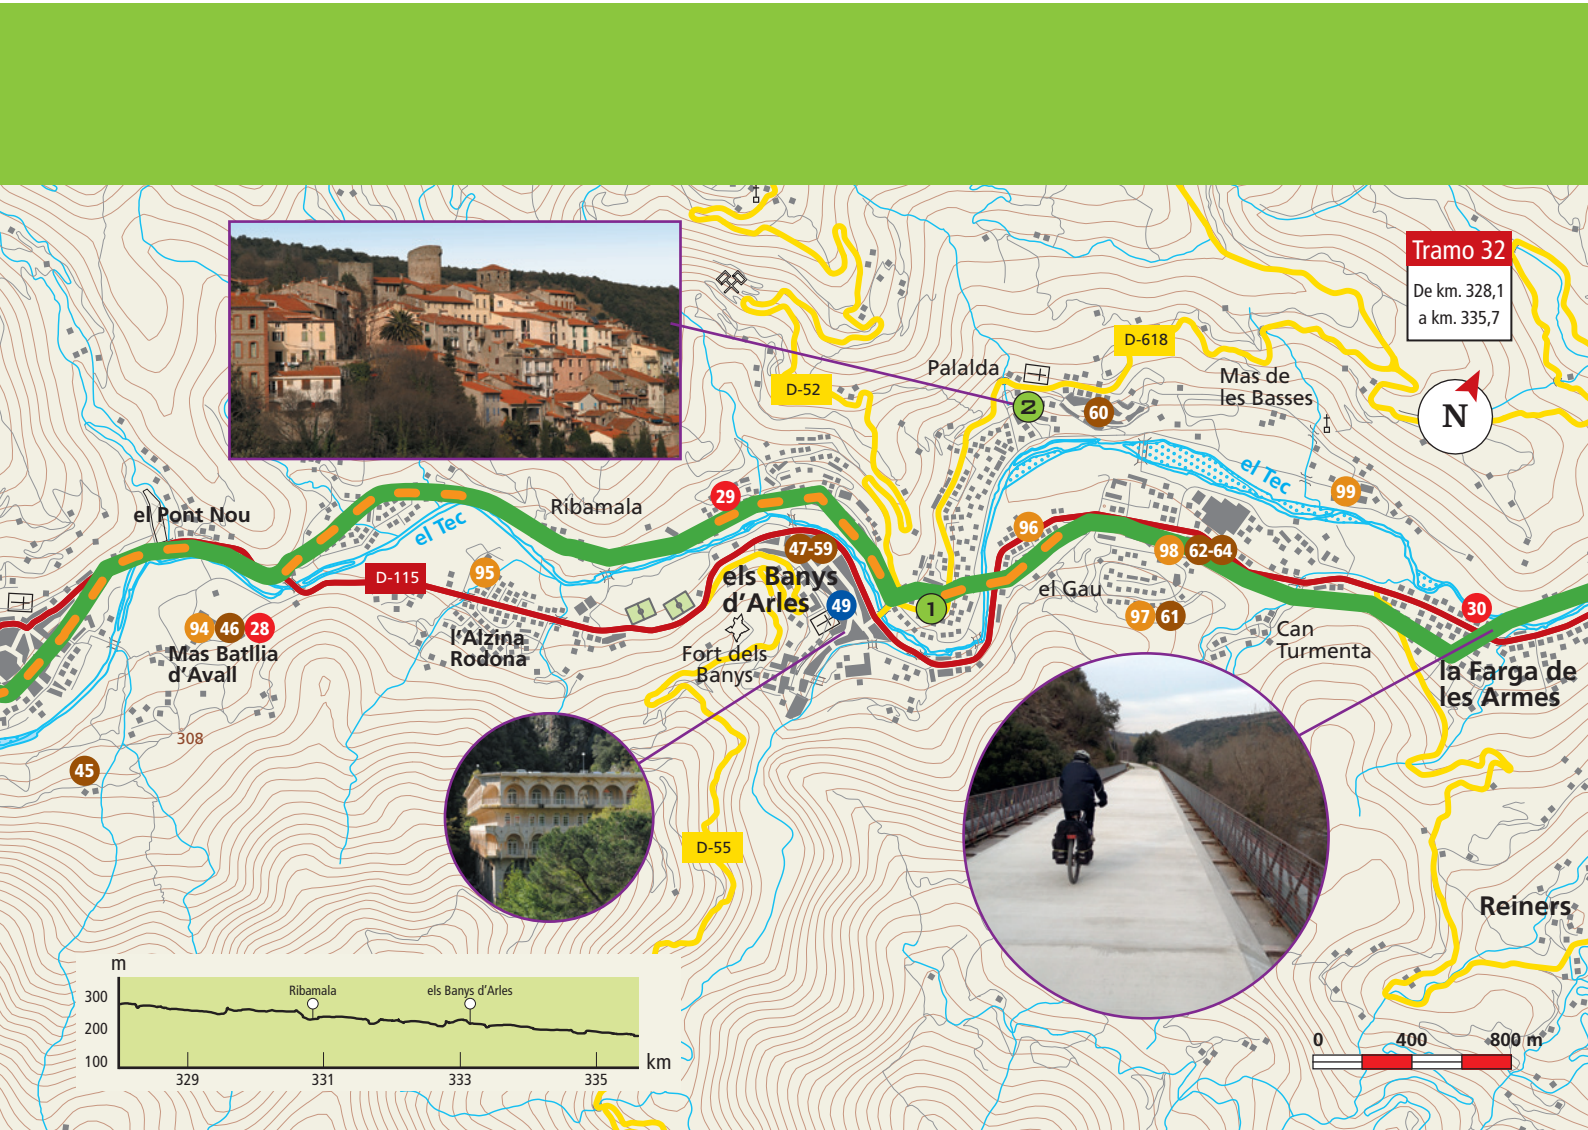 Tramo 32
De km. 328,1
a km. 335,7
N
D-618
Palalda
Mas de
les Basses
D-52
2
60
el Tec
99
29
Ribamala
el Pont Nou
el Tec
96
47-59
98
62-64
D-115
95
els Banys
d'Arles
49
1
el Gau
97
61
30
94
46
28
Mas Batllia
d'Avall
l'Alzina
Rodona
Fort dels
Banys
Can
Turmenta
la Farga de
les Armes
308
45
D-55
Reiners
m
300
200
100
Ribamala
els Banys d'Arles
km
329
331
333
335
0
400
800 m